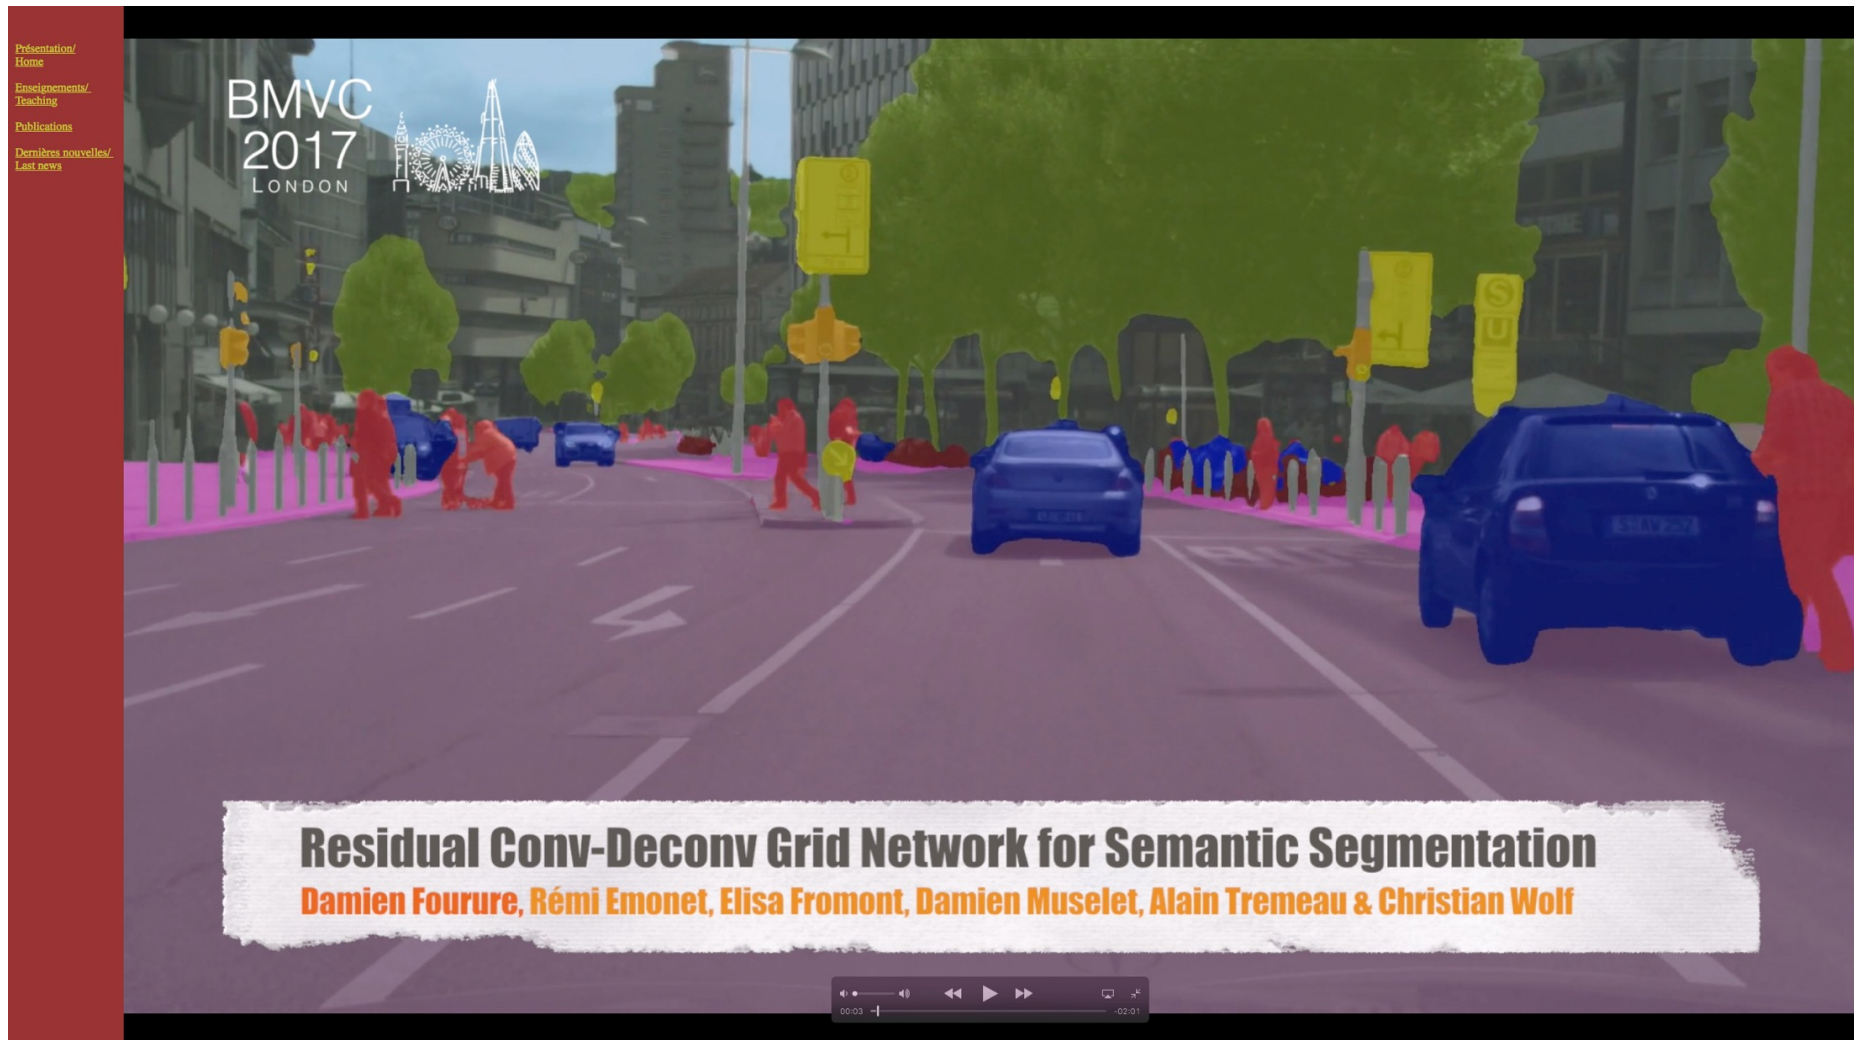 Présentation/
Home
Enseignements/
Teaching
Publications
Dernières nouvelles/
Last news
BMVC
2017
LONDON
S
U
Residual Conv-Deconv Grid Network for Semantic Segmentation
Damien Fourure, Rémi Emonet, Elisa Fromont, Damien Muselet, Alain Tremeau & Christian Wolf
00:03
-02:01